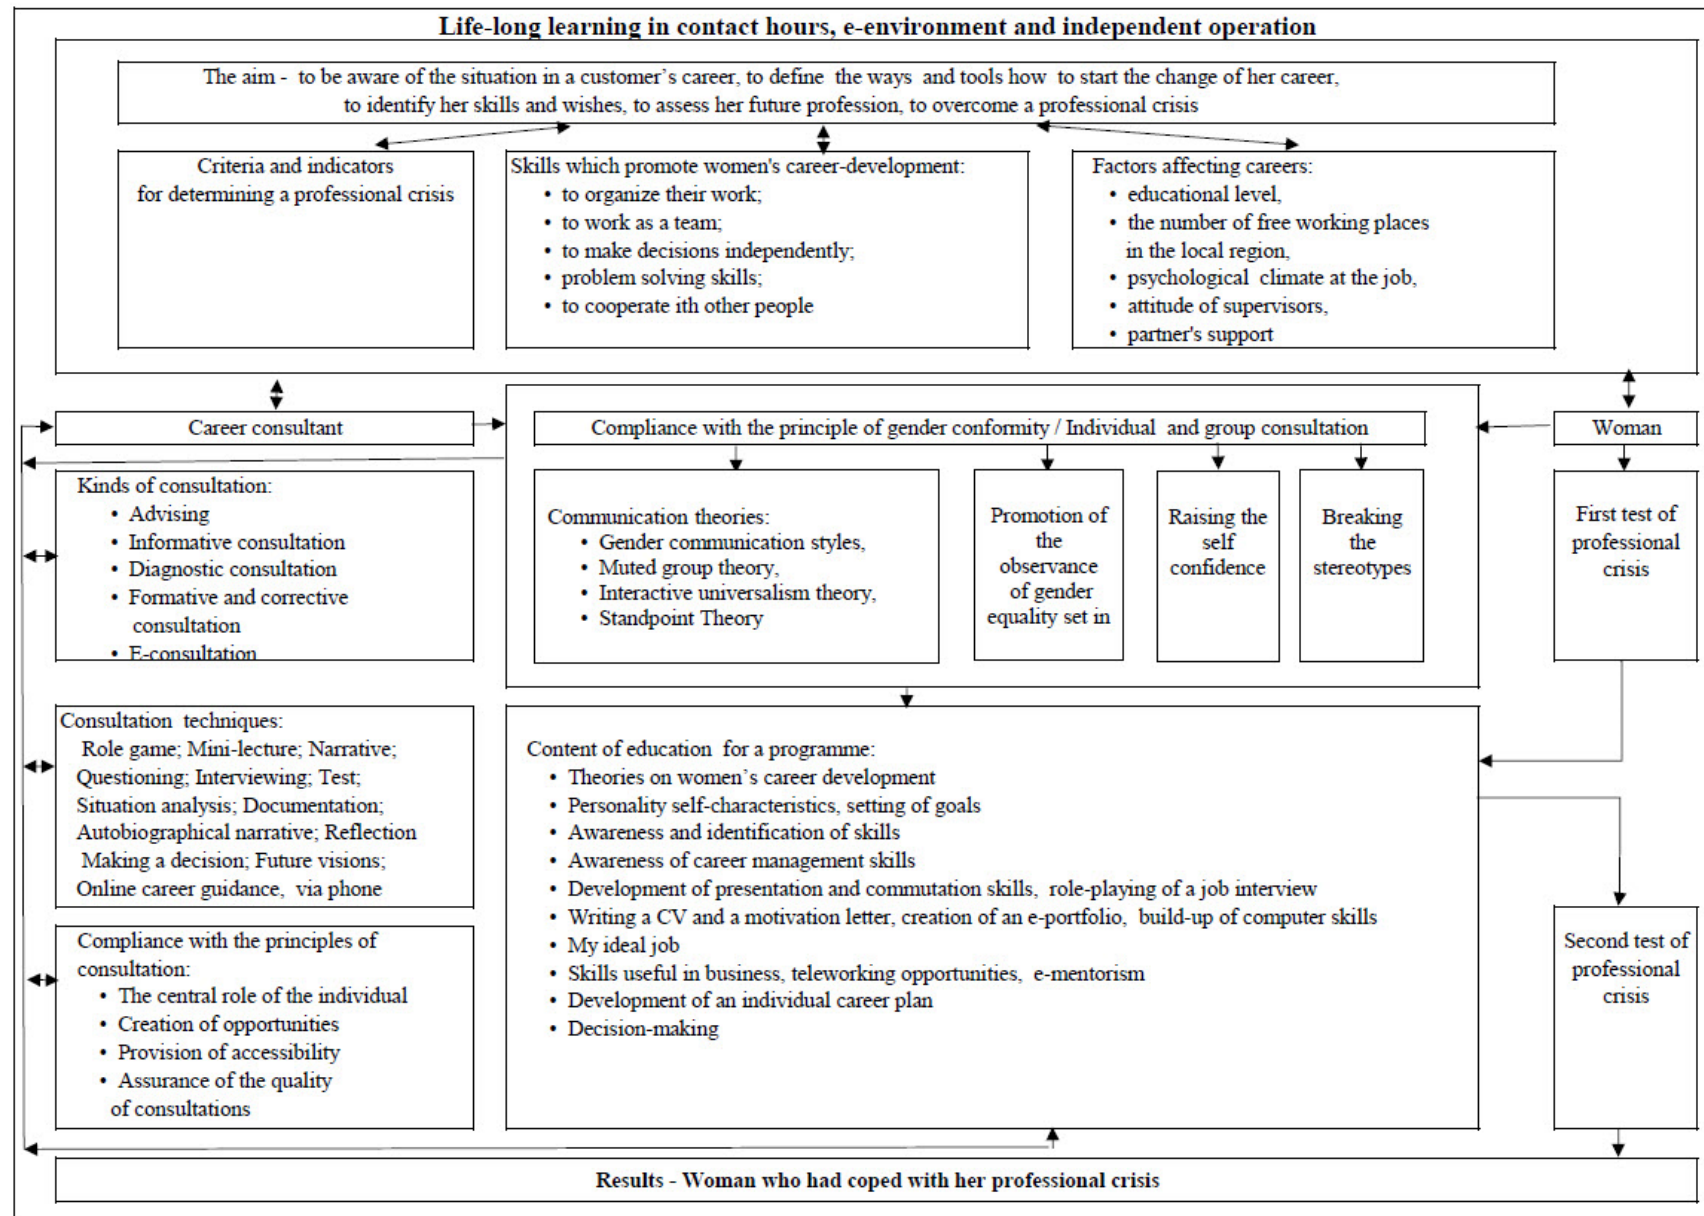 Life-long learning in contact hours, e-environment and independent operation
The aim - to be aware of the situation in a customer’s career, to define the ways and tools how to start the change of her career,
to identify her skills and wishes, to assess her future profession, to overcome a professional crisis
Criteria and indicators
for determining a professional crisis
Skills which promote women's career-development:
• to organize their work;
• to work as a team;
• to make decisions independently;
• problem solving skills;
• to cooperate ith other people
Factors affecting careers:
• educational level,
• the number of free working places
in the local region,
• psychological climate at the job,
• attitude of supervisors,
• partner's support
Career consultant
Compliance with the principle of gender conformity / Individual and group consultation
Woman
Kinds of consultation:
• Advising
• Informative consultation
• Diagnostic consultation
• Formative and corrective
consultation
• E-consultation
Communication theories:
• Gender communication styles,
• Muted group theory,
• Interactive universalism theory,
• Standpoint Theory
Promotion of
the
observance
of gender
equality set in
Raising the
self
confidence
Breaking
the
stereotypes
First test of
professional
crisis
Consultation techniques:
Role game; Mini-lecture; Narrative;
Questioning; Interviewing; Test;
Situation analysis; Documentation;
Autobiographical narrative; Reflection
Making a decision; Future visions;
Online career guidance, via phone
Content of education for a programme:
• Theories on women’s career development
• Personality self-characteristics, setting of goals
• Awareness and identification of skills
• Awareness of career management skills
• Development of presentation and commutation skills, role-playing of a job interview
• Writing a CV and a motivation letter, creation of an e-portfolio, build-up of computer skills
• My ideal job
• Skills useful in business, teleworking opportunities, e-mentorism
• Development of an individual career plan
• Decision-making
Second test of
professional
crisis
Compliance with the principles of
consultation:
• The central role of the individual
• Creation of opportunities
• Provision of accessibility
• Assurance of the quality
of consultations
Results - Woman who had coped with her professional crisis